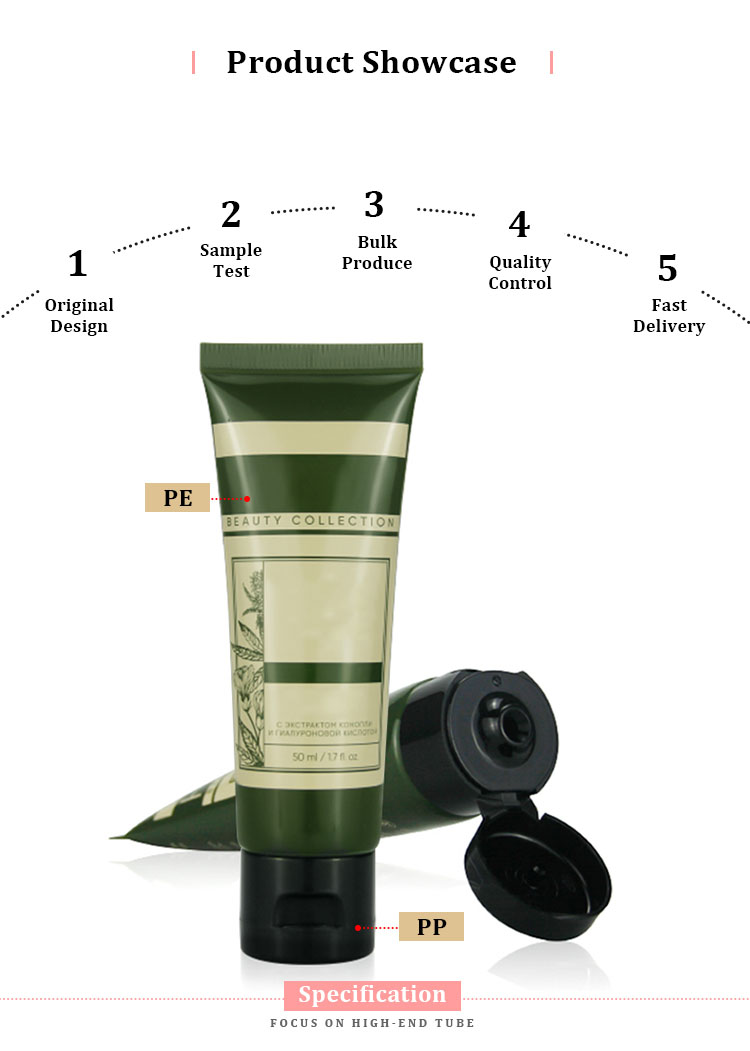 Product Showcase
1
Original
Design
2
Sample
Test
3
Bulk
Produce
4
Quality
Control
5
Fast
Delivery
PE
BEAUTY COLLECTION
С ЭКСТРАКТОМ КОНОПЛИ
И ГИАЛУРОНОВОЙ КИСЛОТОЙ
50 ml / 1.7 fl. oz.
PP
Specification
FOCUS ON HIGH-END TUBE